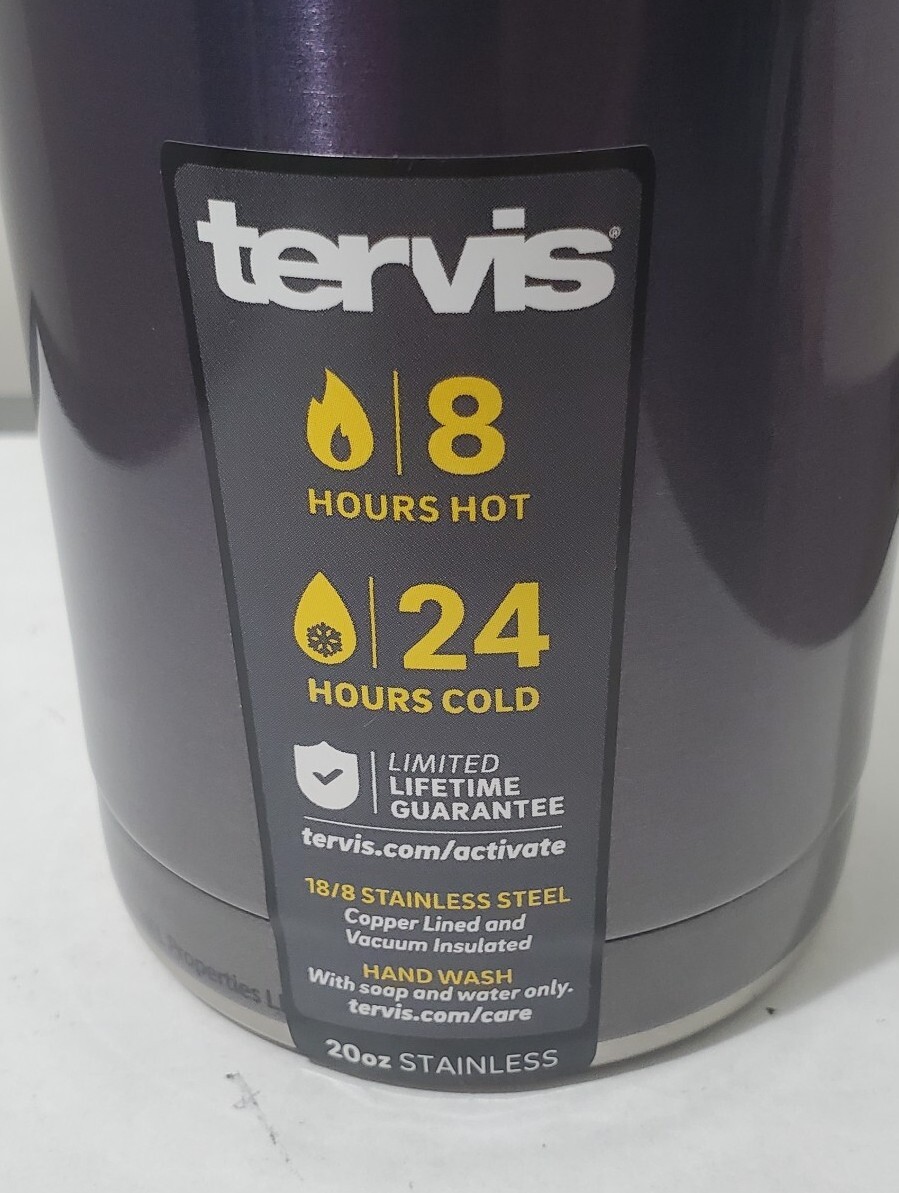 tervis®
8
HOURS HOT
24
HOURS COLD
LIMITED
LIFETIME
GUARANTEE
tervis.com/activate
18/8 STAINLESS STEEL
Copper Lined and
Vacuum Insulated
HAND WASH
With soap and water only.
tervis.com/care
20oz STAINLESS
Properties